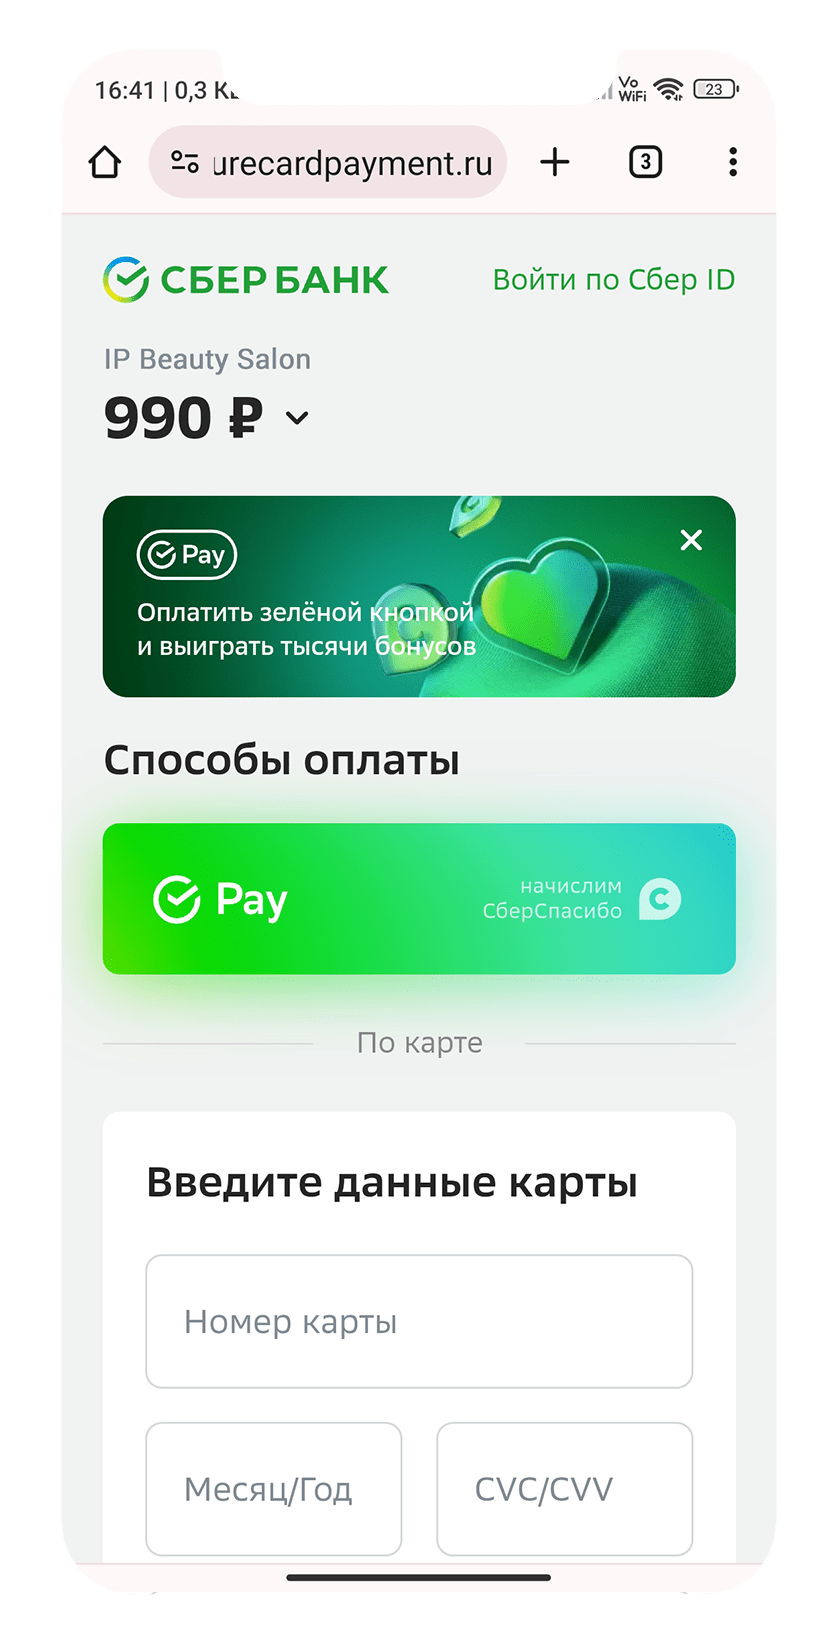 16:41 | 0,3
Vo
WiFi
23
urecardpayment.ru
3
СБЕР БАНК
Войти по Сбер ID
IP Beauty Salon
990 ₽
Pay
Оплатить зелёной кнопкой
и выиграть тысячи бонусов
Способы оплаты
Pay
начислим
СберСпасибо
По карте
Введите данные карты
Номер карты
Месяц/Год
CVC/CVV